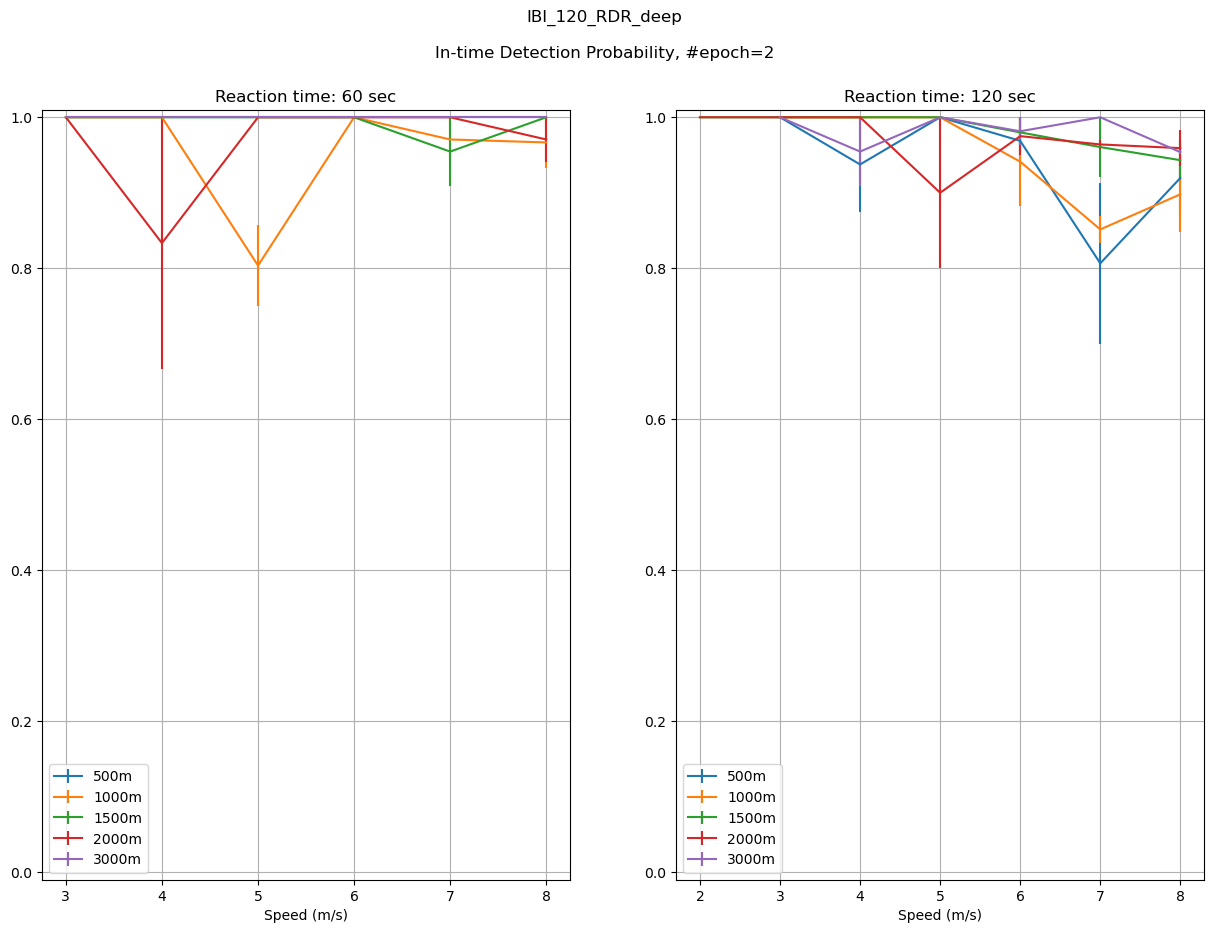 IBI_120_RDR_deep
In-time Detection Probability, #epoch=2
Reaction time: 60 sec
1.0
0.8
0.6
0.4
0.2
0.0
500m
1000m
1500m
2000m
3000m
3 4 5 6 7 8
Speed (m/s)
Reaction time: 120 sec
1.0
0.8
0.6
0.4
0.2
0.0
500m
1000m
1500m
2000m
3000m
2 3 4 5 6 7 8
Speed (m/s)